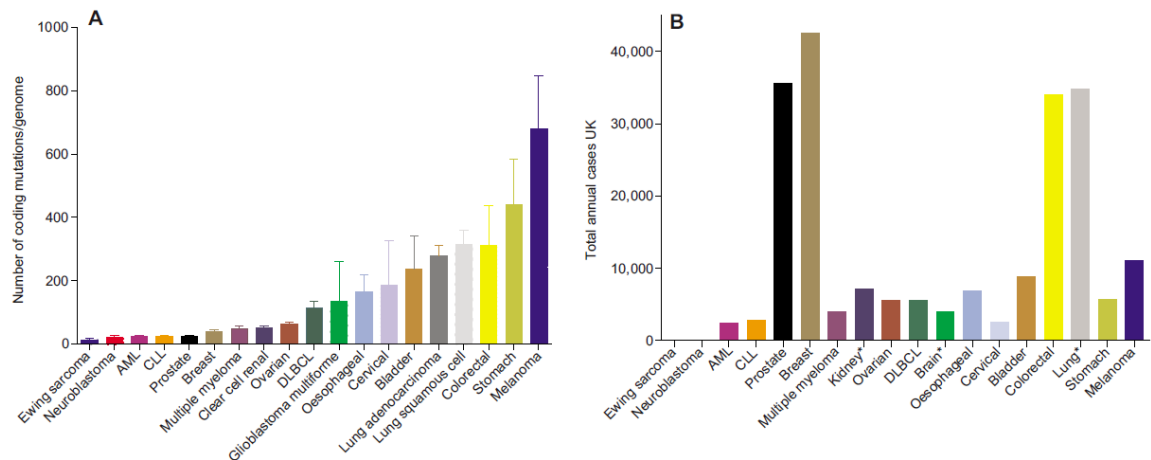 A
Number of coding mutations/genome
1000
800
600
400
200
0
Ewing sarcoma
Neuroblastoma
AML
CLL
Prostate
Breast
Multiple myeloma
Clear cell renal
Ovarian
DLBCL
Glioblastoma multiforme
Oesophageal
Cervical
Bladder
Lung adenocarcinoma
Lung squamous cell
Colorectal
Stomach
Melanoma
B
Total annual cases UK
40,000
30,000
20,000
10,000
0
Ewing sarcoma
Neuroblastoma
AML
CLL
Prostate
Breast
Multiple myeloma
Kidney*
Ovarian
DLBCL
Brain*
Oesophageal
Cervical
Bladder
Colorectal
Lung*
Stomach
Melanoma